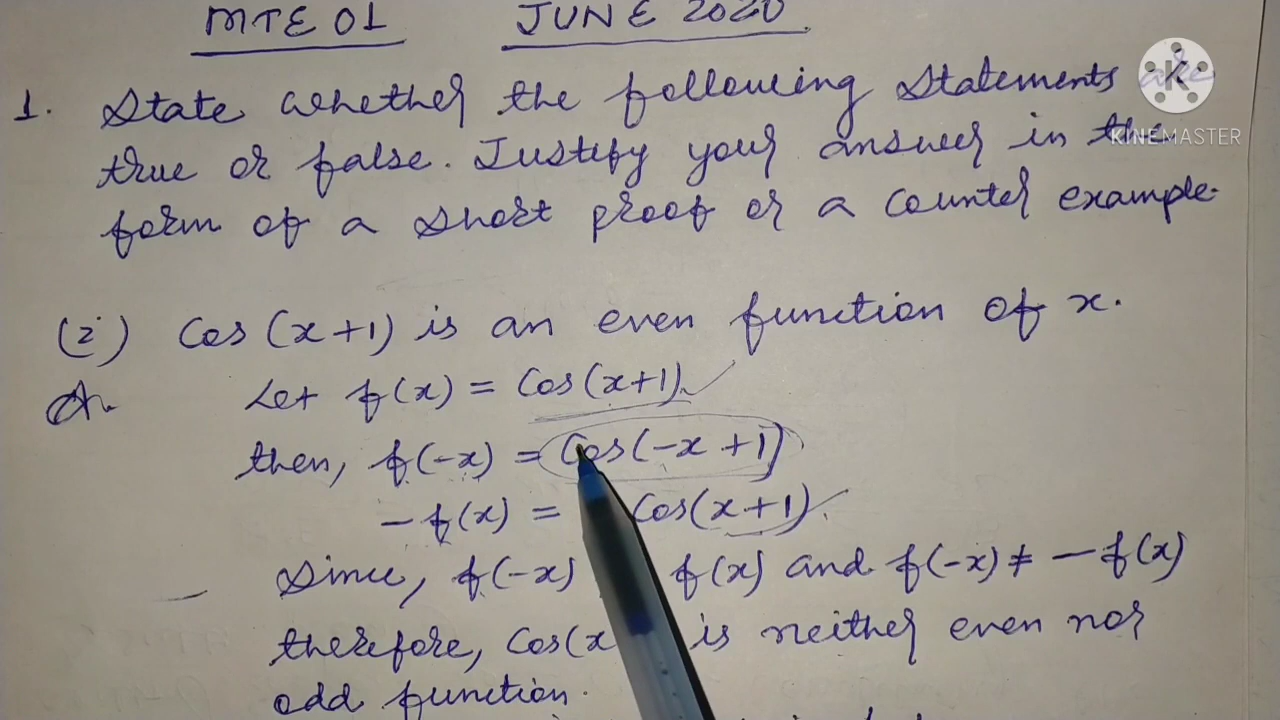 MTE 01 JUNE 2020
1. State whether the following statements are
true or false. Justify your answer in the
form of a short proof or a counter example.
(i) Cos (x+1) is an even function of x.
Let f(x) = Cos(x+1)
then, f(-x) = Cos(-x+1)
-f(x) = Cos(x+1)
Since, f(-x) f(x) and f(-x) ≠ -f(x)
therefore, Cos(x is neither even nor
odd function.
K
KINEMASTER